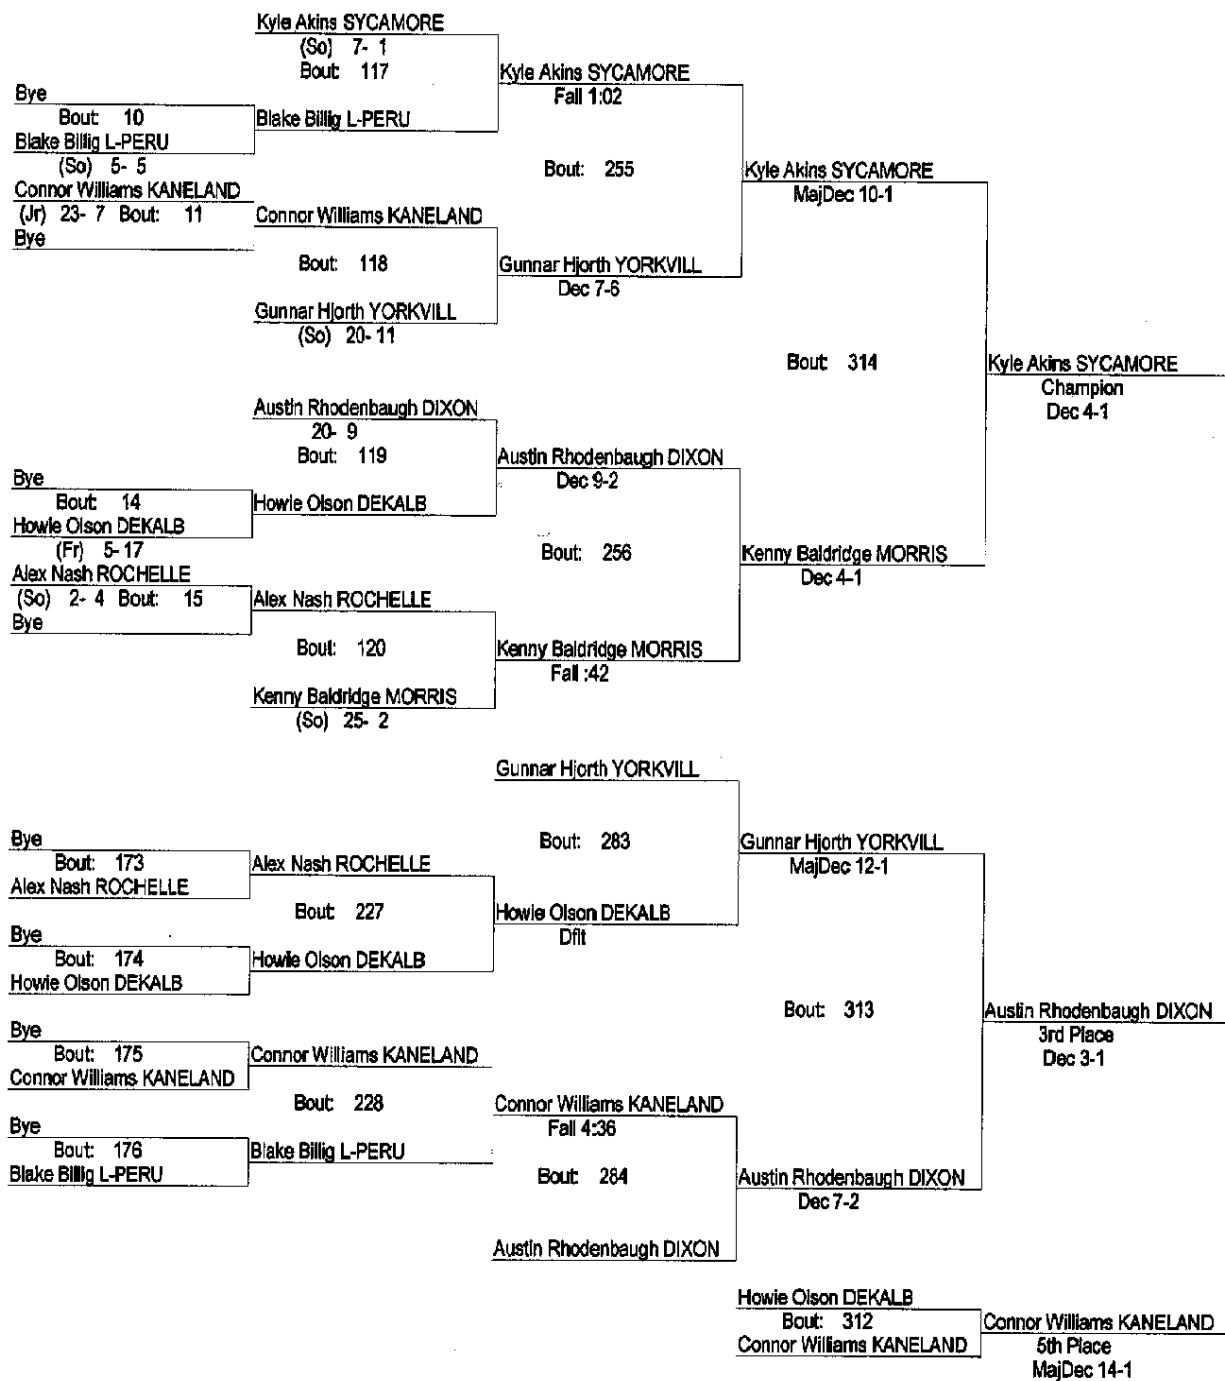 Kyle Akins SYCAMORE
(So) 7- 1
Bout: 117
Kyle Akins SYCAMORE
Fall 1:02
Bye
Bout: 10
Blake Billig L-PERU
Blake Billig L-PERU
(So) 5- 5
Bout: 255
Kyle Akins SYCAMORE
MajDec 10-1
Connor Williams KANELAND
(Jr) 23- 7 Bout: 11
Bye
Connor Williams KANELAND
Bout: 118
Gunnar Hjorth YORKVILL
Dec 7-6
Gunnar Hjorth YORKVILL
(So) 20- 11
Bout: 314
Kyle Akins SYCAMORE
Champion
Dec 4-1
Austin Rhodenbaugh DIXON
20- 9
Bout: 119
Austin Rhodenbaugh DIXON
Dec 9-2
Bye
Bout: 14
Howie Olson DEKALB
Howie Olson DEKALB
(Fr) 5- 17
Bout: 256
Kenny Baldridge MORRIS
Dec 4-1
Alex Nash ROCHELLE
(So) 2- 4 Bout: 15
Bye
Alex Nash ROCHELLE
Bout: 120
Kenny Baldridge MORRIS
Fall :42
Kenny Baldridge MORRIS
(So) 25- 2
Gunnar Hjorth YORKVILL
Bout: 283
Gunnar Hjorth YORKVILL
MajDec 12-1
Bye
Bout: 173
Alex Nash ROCHELLE
Alex Nash ROCHELLE
Bout: 227
Howie Olson DEKALB
Dflt
Bye
Bout: 174
Howie Olson DEKALB
Howie Olson DEKALB
Bout: 313
Austin Rhodenbaugh DIXON
3rd Place
Dec 3-1
Bye
Bout: 175
Connor Williams KANELAND
Connor Williams KANELAND
Bout: 228
Connor Williams KANELAND
Fall 4:36
Bye
Bout: 176
Blake Billig L-PERU
Blake Billig L-PERU
Bout: 284
Austin Rhodenbaugh DIXON
Dec 7-2
Austin Rhodenbaugh DIXON
Howie Olson DEKALB
Bout: 312
Connor Williams KANELAND
Connor Williams KANELAND
5th Place
MajDec 14-1